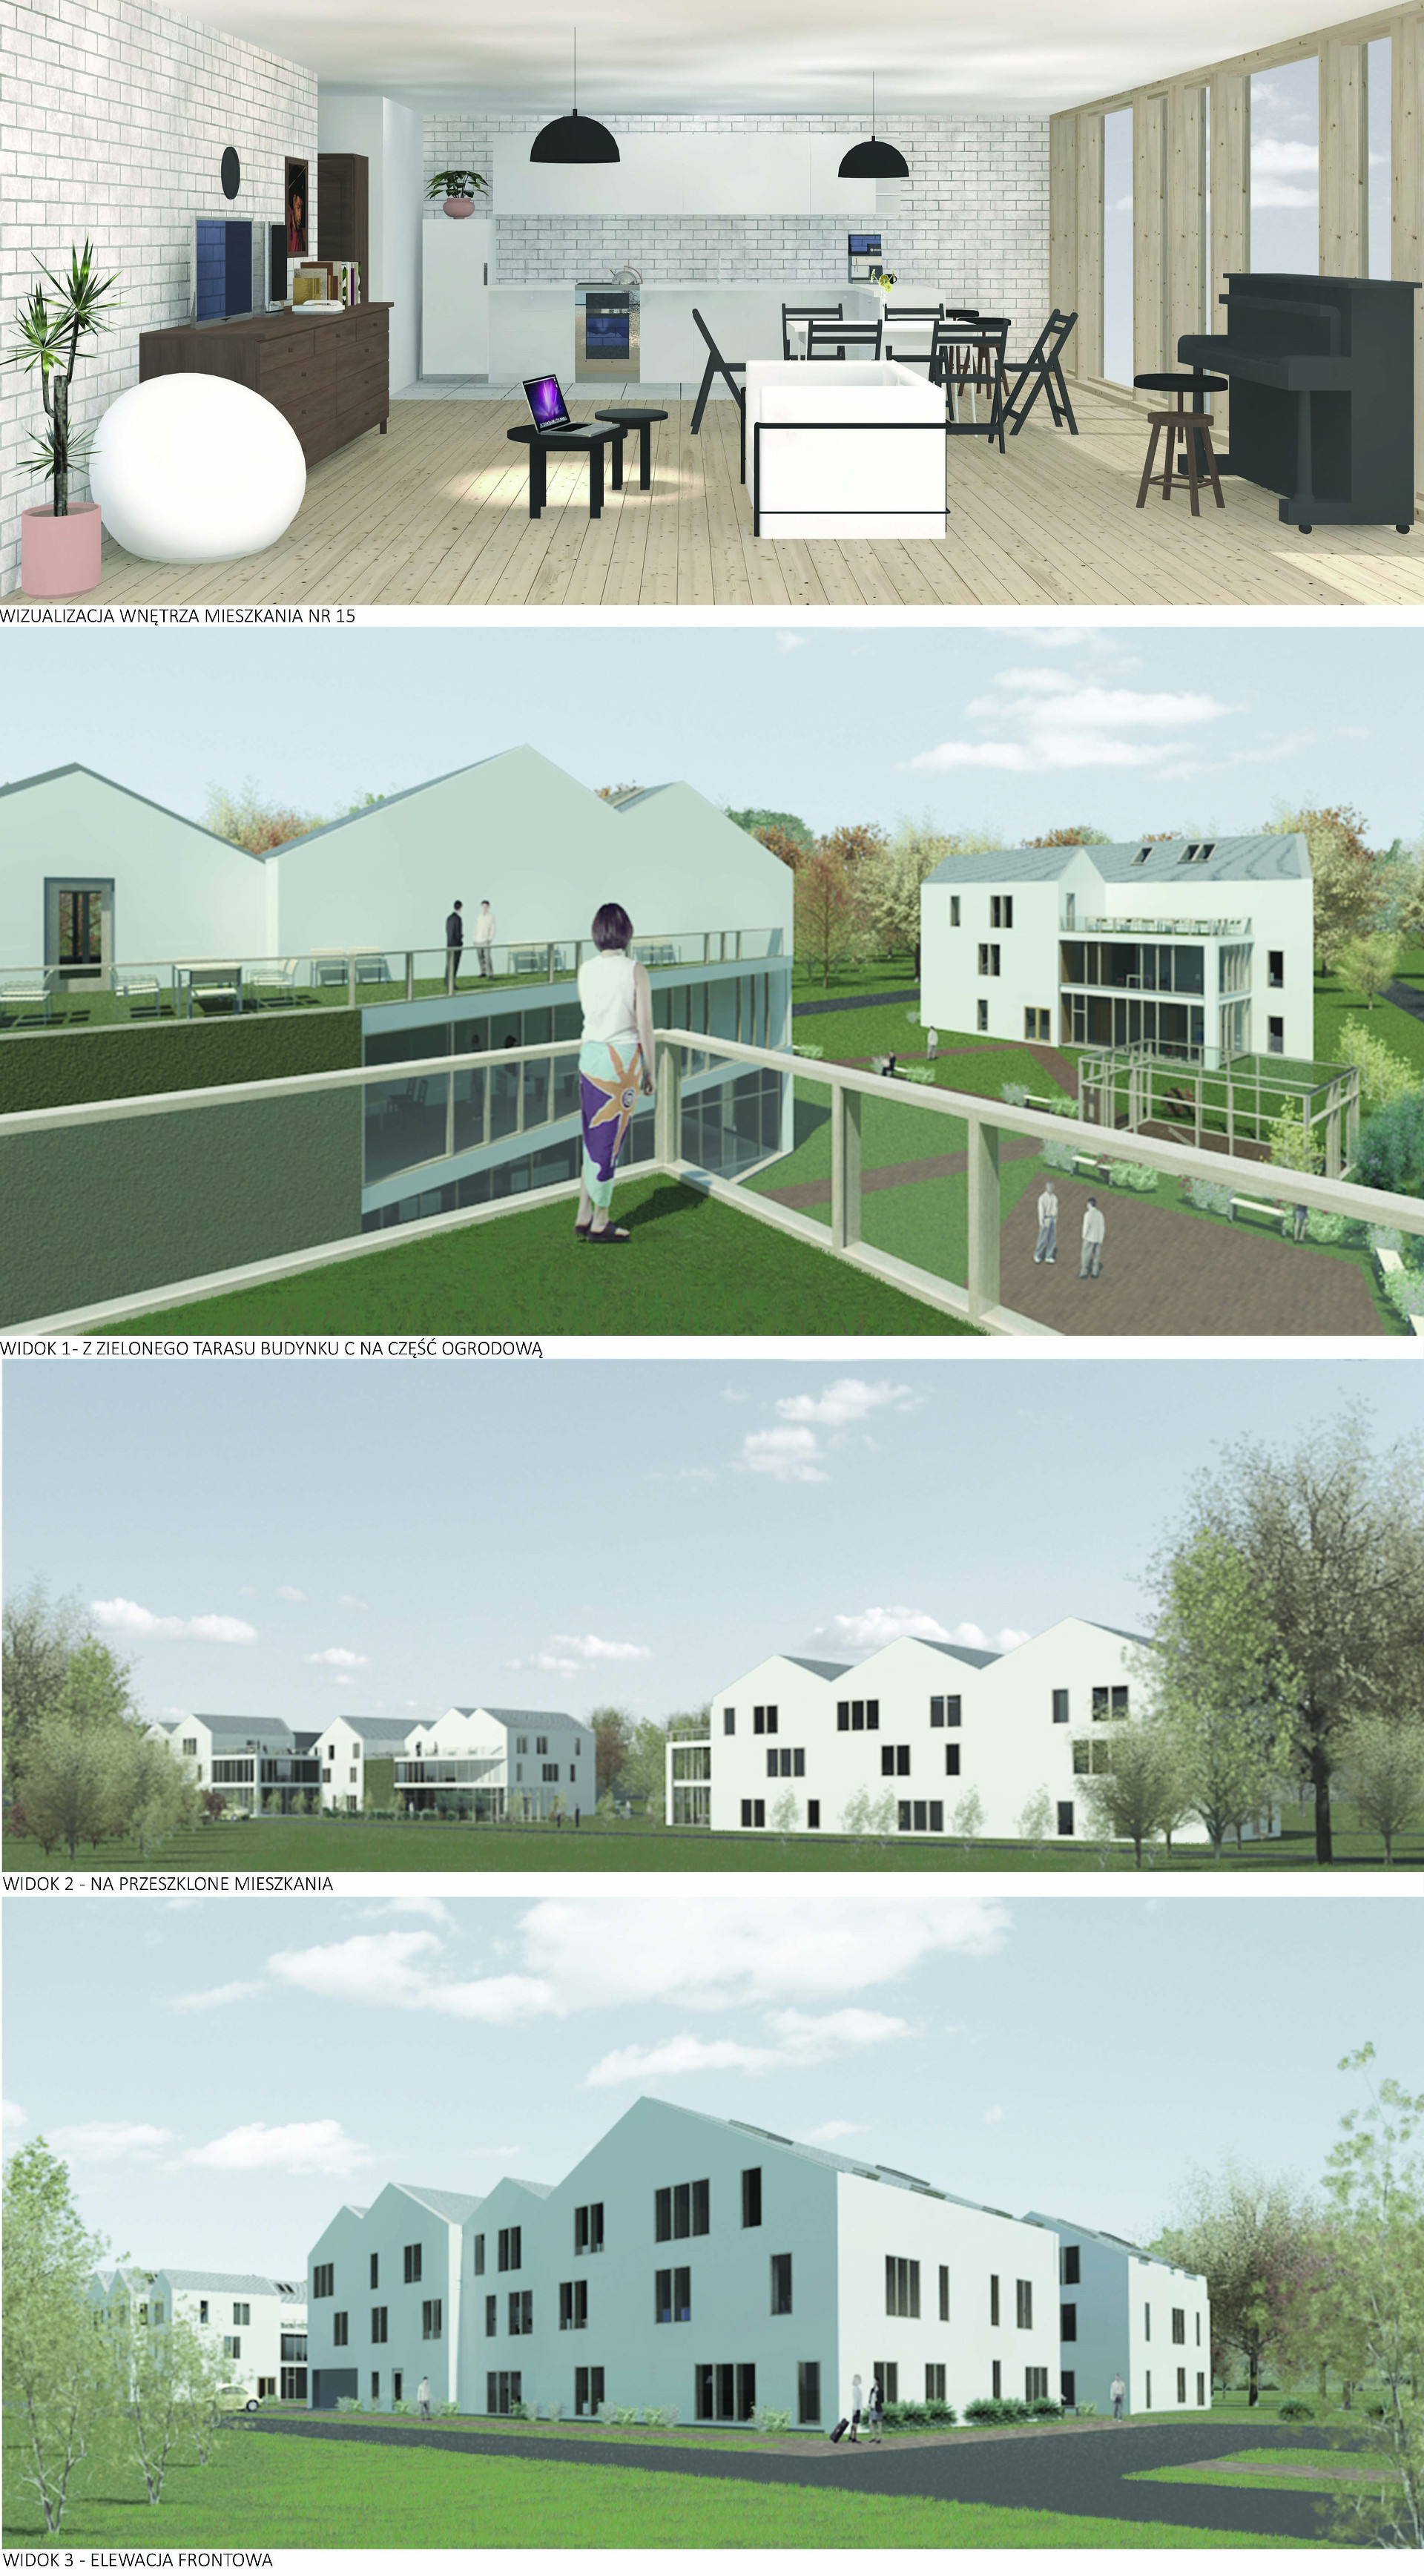 WIZUALIZACJA WNĘTRZA MIESZKANIA NR 15
WIDOK 1- Z ZIELONEGO TARASU BUDYNKU C NA CZĘŚĆ OGRODOWĄ
WIDOK 2 - NA PRZESZKLONE MIESZKANIA
WIDOK 3 - ELEWACJA FRONTOWA